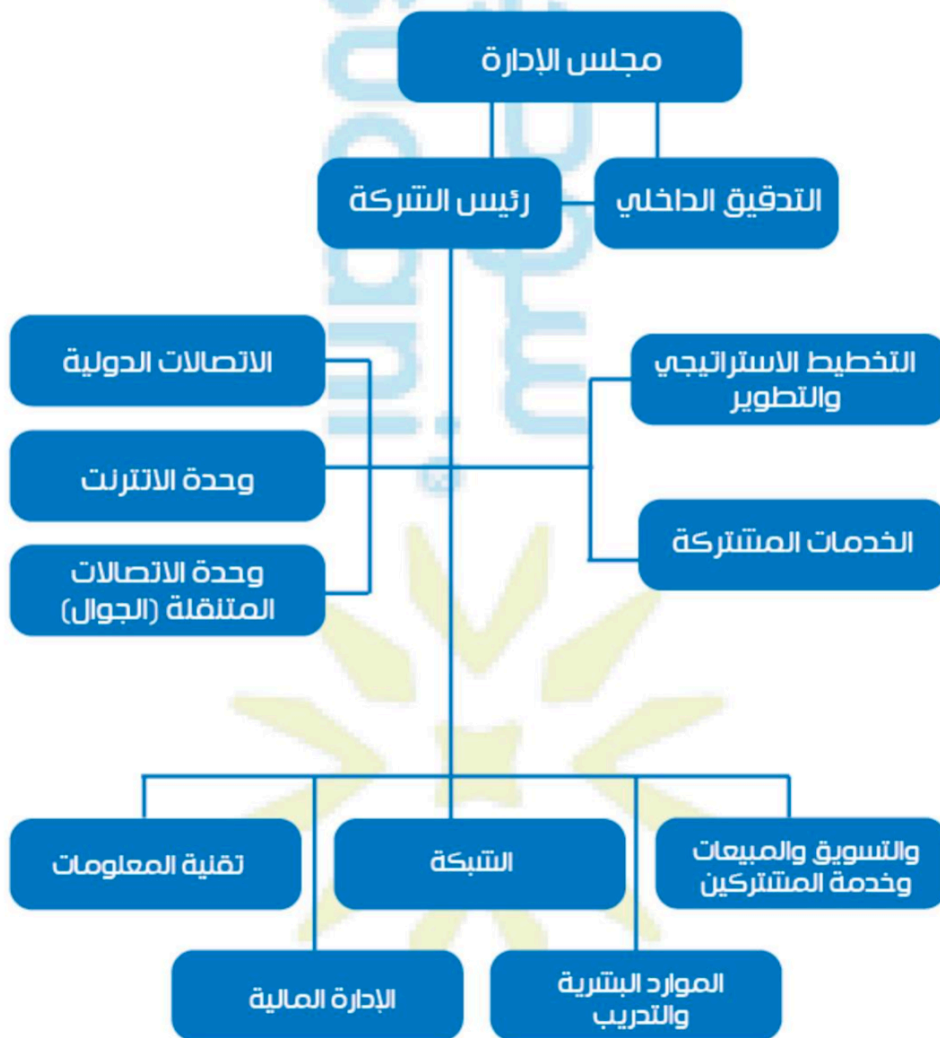 مجلس الإدارة
التدقيق الداخلي
رئيس الشركة
التخطيط الاستراتيجي
والتطوير
الاتصالات الدولية
وحدة الاتترنت
الخدمات المشتركة
وحدة الاتصالات
المتنقلة (الجوال)
والتسويق والمبيعات
وخدمة المشتركين
الشبكة
تقنية المعلومات
الموارد البشرية
والتدريب
الإدارة المالية